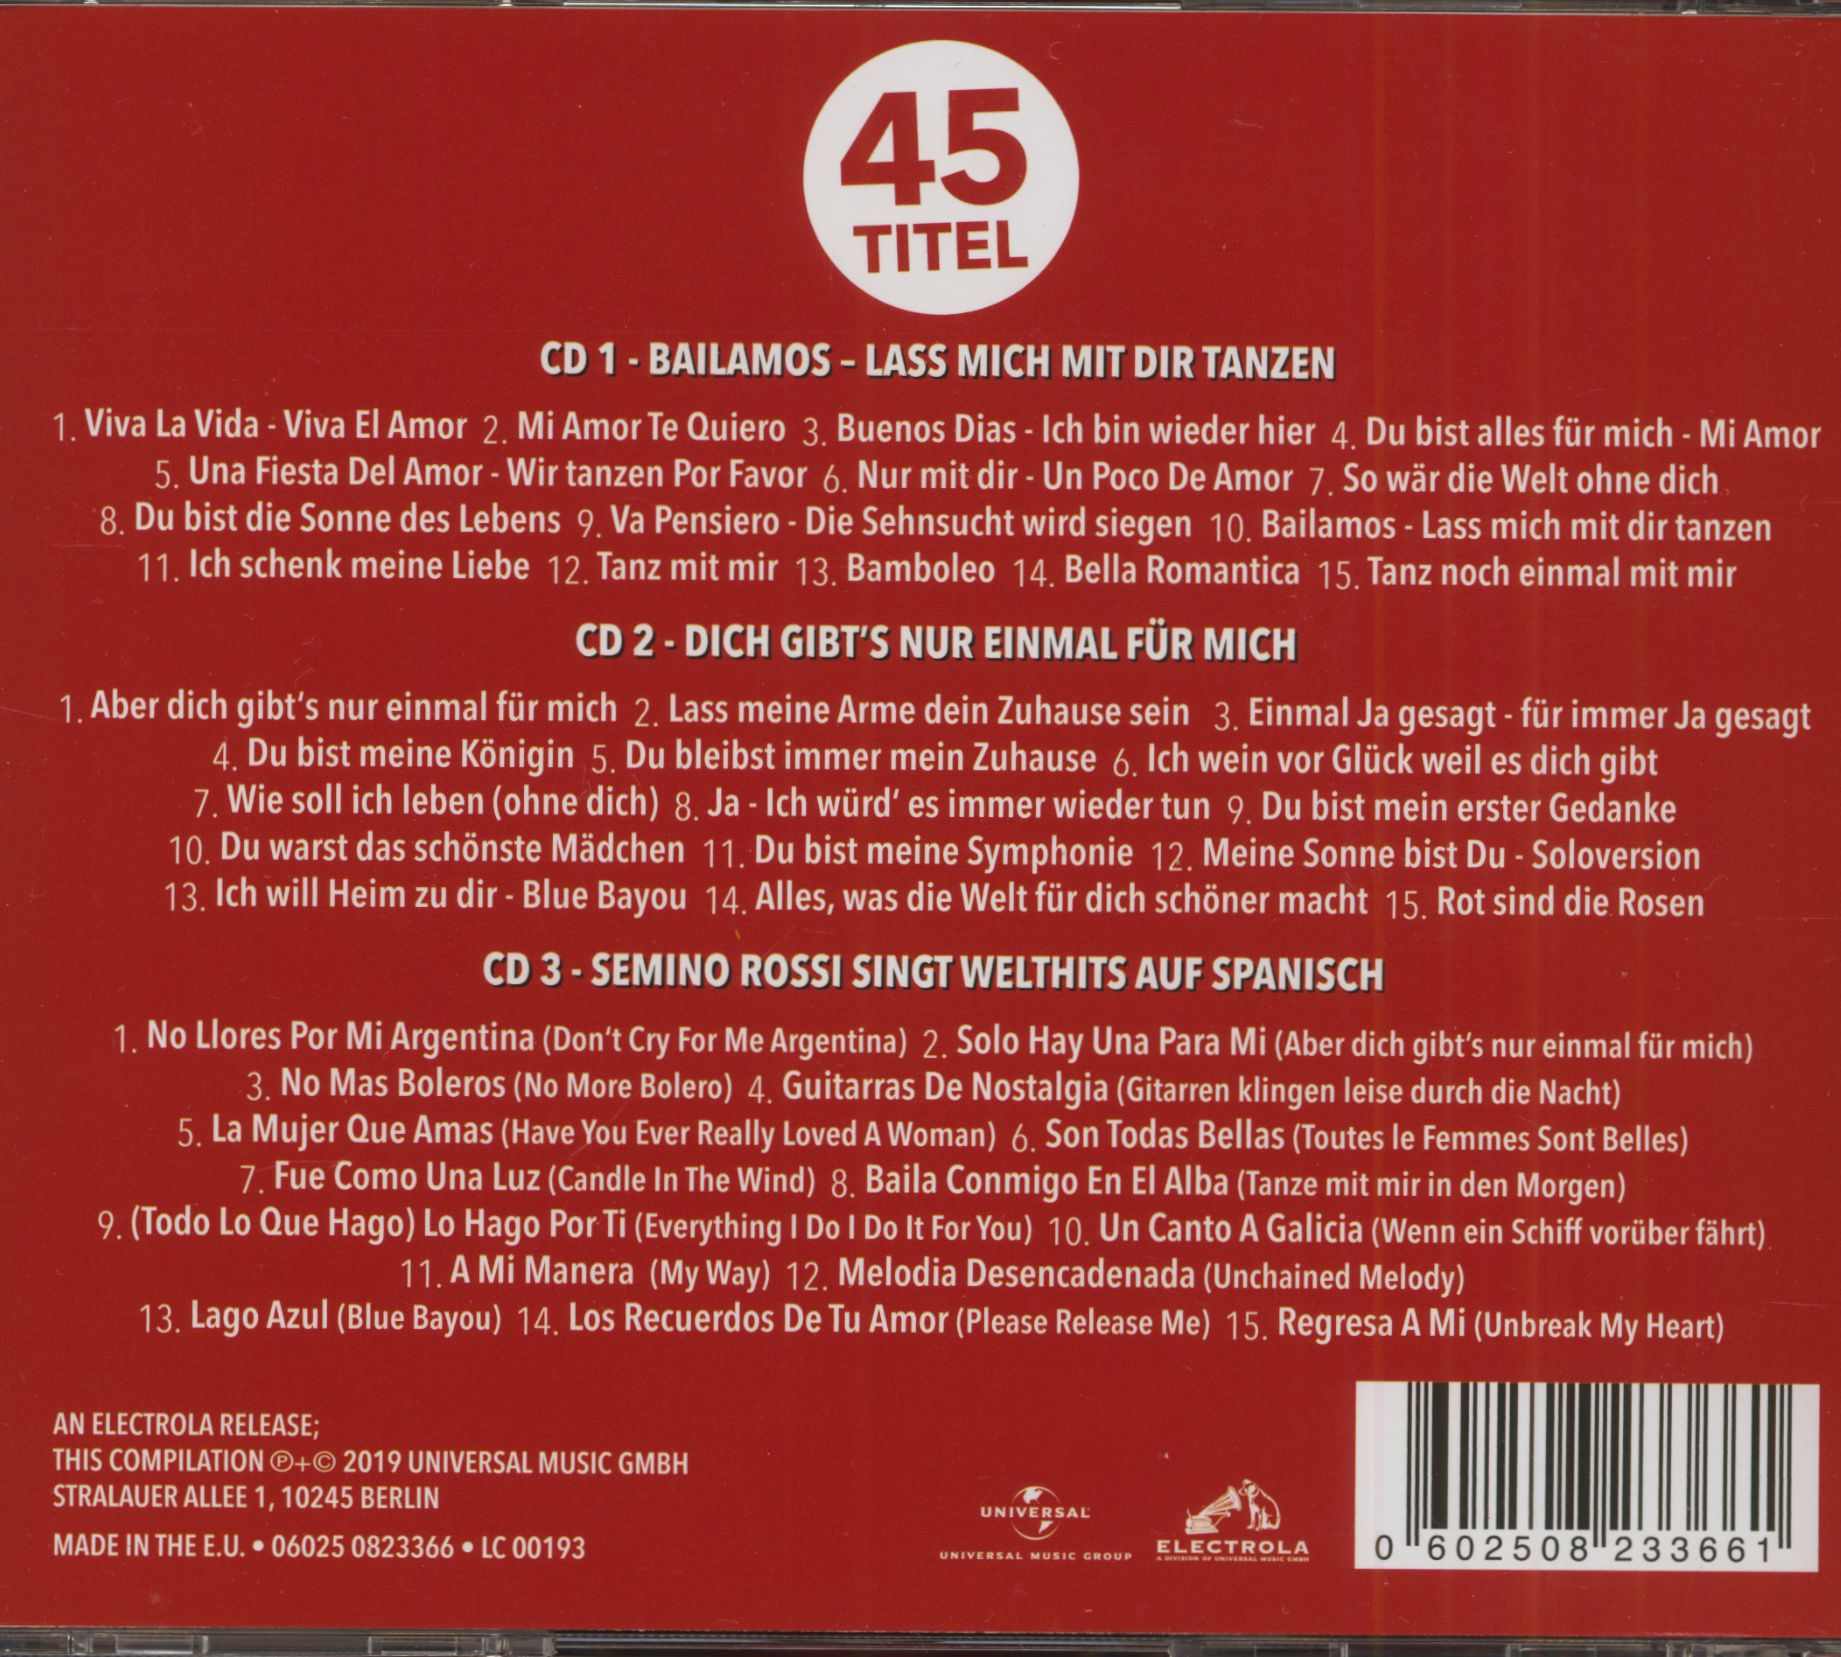 45
TITEL
CD 1 - BAILAMOS – LASS MICH MIT DIR TANZEN
1. Viva La Vida - Viva El Amor 2. Mi Amor Te Quiero 3. Buenos Dias - Ich bin wieder hier 4. Du bist alles für mich - Mi Amor
5. Una Fiesta Del Amor - Wir tanzen Por Favor 6. Nur mit dir - Un Poco De Amor 7. So wär die Welt ohne dich
8. Du bist die Sonne des Lebens 9. Va Pensiero - Die Sehnsucht wird siegen 10. Bailamos - Lass mich mit dir tanzen
11. Ich schenk meine Liebe 12. Tanz mit mir 13. Bamboleo 14. Bella Romantica 15. Tanz noch einmal mit mir
CD 2 - DICH GIBT'S NUR EINMAL FÜR MICH
1. Aber dich gibt's nur einmal für mich 2. Lass meine Arme dein Zuhause sein 3. Einmal Ja gesagt - für immer Ja gesagt
4. Du bist meine Königin 5. Du bleibst immer mein Zuhause 6. Ich wein vor Glück weil es dich gibt
7. Wie soll ich leben (ohne dich) 8. Ja - Ich würd' es immer wieder tun 9. Du bist mein erster Gedanke
10. Du warst das schönste Mädchen 11. Du bist meine Symphonie 12. Meine Sonne bist Du - Soloversion
13. Ich will Heim zu dir - Blue Bayou 14. Alles, was die Welt für dich schöner macht 15. Rot sind die Rosen
CD 3 - SEMINO ROSSI SINGT WELTHITS AUF SPANISCH
1. No Llores Por Mi Argentina (Don't Cry For Me Argentina) 2. Solo Hay Una Para Mi (Aber dich gibt's nur einmal für mich)
3. No Mas Boleros (No More Bolero) 4. Guitarras De Nostalgia (Gitarren klingen leise durch die Nacht)
5. La Mujer Que Amas (Have You Ever Really Loved A Woman) 6. Son Todas Bellas (Toutes le Femmes Sont Belles)
7. Fue Como Una Luz (Candle In The Wind) 8. Baila Conmigo En El Alba (Tanze mit mir in den Morgen)
9. (Todo Lo Que Hago) Lo Hago Por Ti (Everything I Do I Do It For You) 10. Un Canto A Galicia (Wenn ein Schiff vorüber fährt)
11. A Mi Manera (My Way) 12. Melodia Desencadenada (Unchained Melody)
13. Lago Azul (Blue Bayou) 14. Los Recuerdos De Tu Amor (Please Release Me) 15. Regresa A Mi (Unbreak My Heart)
AN ELECTROLA RELEASE;
THIS COMPILATION ℗+© 2019 UNIVERSAL MUSIC GMBH
STRALAUER ALLEE 1, 10245 BERLIN
MADE IN THE E.U. • 06025 0823366 • LC 00193
UNIVERSAL
UNIVERSAL MUSIC GROUP
ELECTROLA
A DIVISION OF UNIVERSAL MUSIC GMBH
0 602508 233661